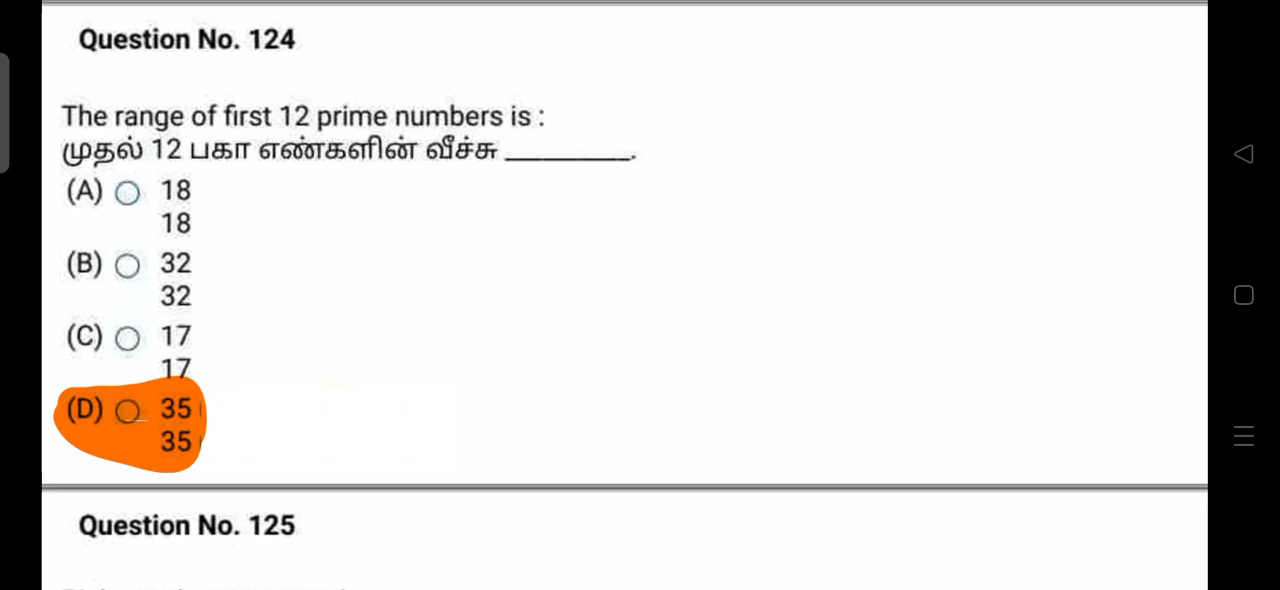 Question No. 124
The range of first 12 prime numbers is :
முதல் 12 பகா எண்களின் வீச்சு _________.
(A) 18
18
(B) 32
32
(C) 17
17
(D) 35
35
Question No. 125